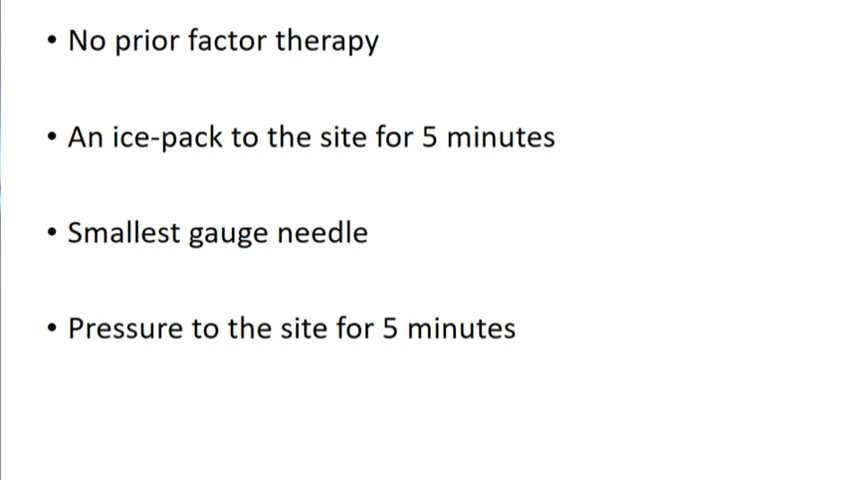 • No prior factor therapy
• An ice-pack to the site for 5 minutes
• Smallest gauge needle
• Pressure to the site for 5 minutes